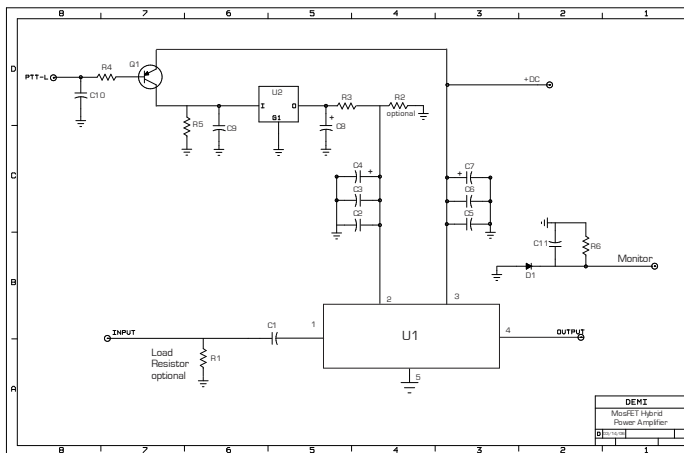 8 7 6 5 4 3 2 1
D
PTT-L
R4
Q1
C10
R5
C9
U2
I O
G1
C8
+
R3
R2
optional
+DC
C
C4
+
C3
C2
C7
+
C6
C5
C11
R6
Monitor
D1
B
2
3
INPUT
C1
1
U1
4
OUTPUT
Load
Resistor
optional
R1
5
A
DEMI
MosFET Hybrid
Power Amplifier
D
8 7 6 5 4 3 2 1